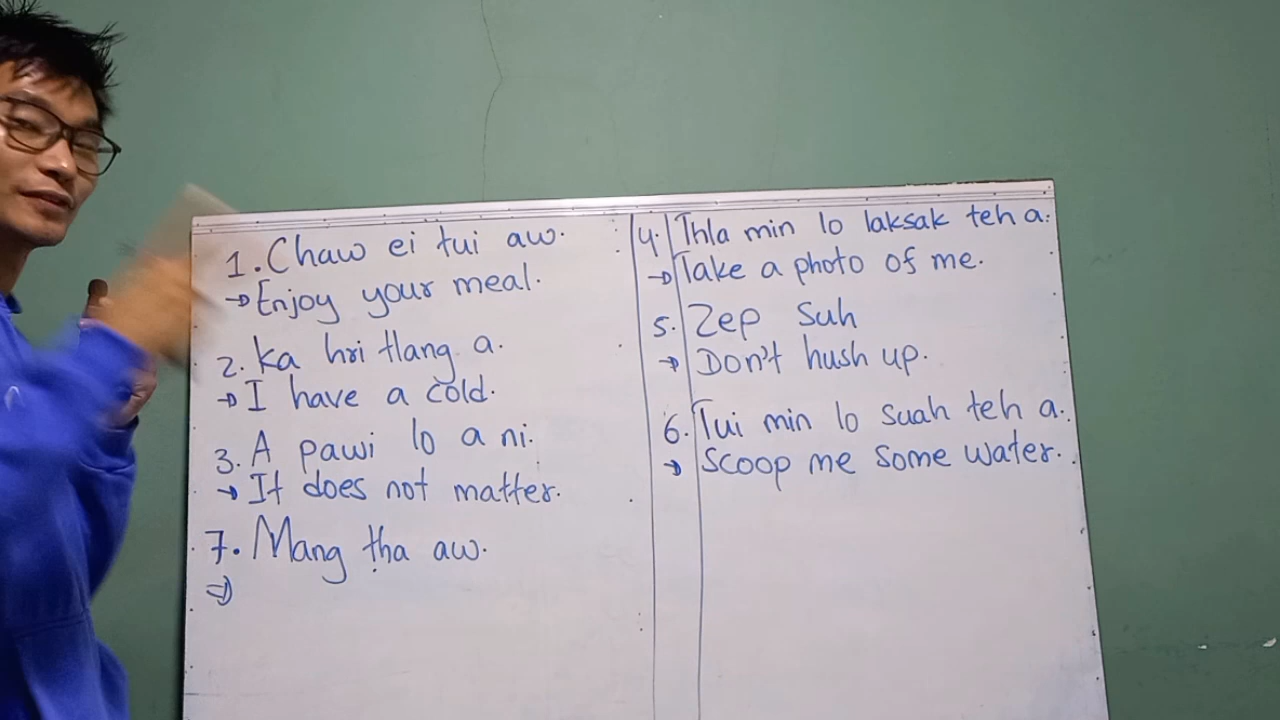 1. Chaw ei tui aw.
→ Enjoy your meal.
2. Ka hri tlang a.
→ I have a cold.
3. A pawi lo a ni.
→ It does not matter.
7. Mang ṭha aw.
⇒
4. Thla min lo laksak teh a.
→ Take a photo of me.
5. Zep Suh
→ Don't hush up.
6. Tui min lo suah teh a.
→ Scoop me some water.